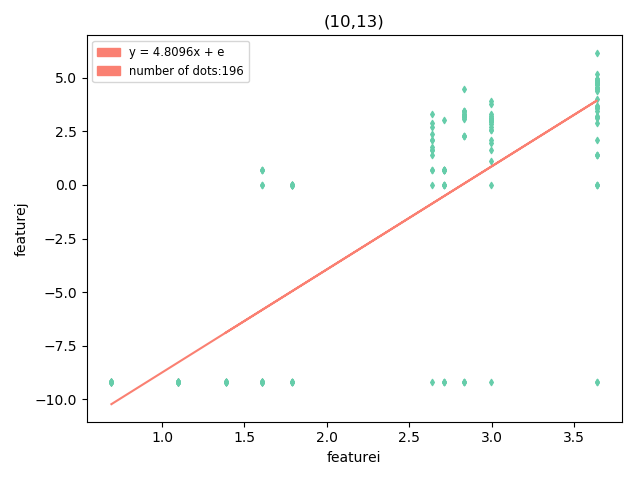 (10,13)
y = 4.8096x + e
number of dots:196
5.0
2.5
0.0
−2.5
−5.0
−7.5
−10.0
featurej
1.0 1.5 2.0 2.5 3.0 3.5
featurei